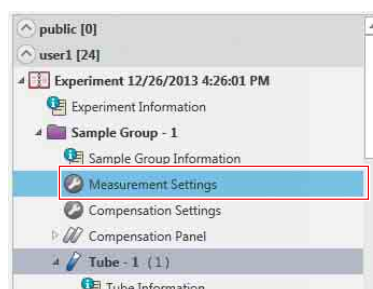 public [0]
user1 [24]
Experiment 12/26/2013 4:26:01 PM
Experiment Information
Sample Group - 1
Sample Group Information
Measurement Settings
Compensation Settings
Compensation Panel
Tube - 1 (1)
Tube Information